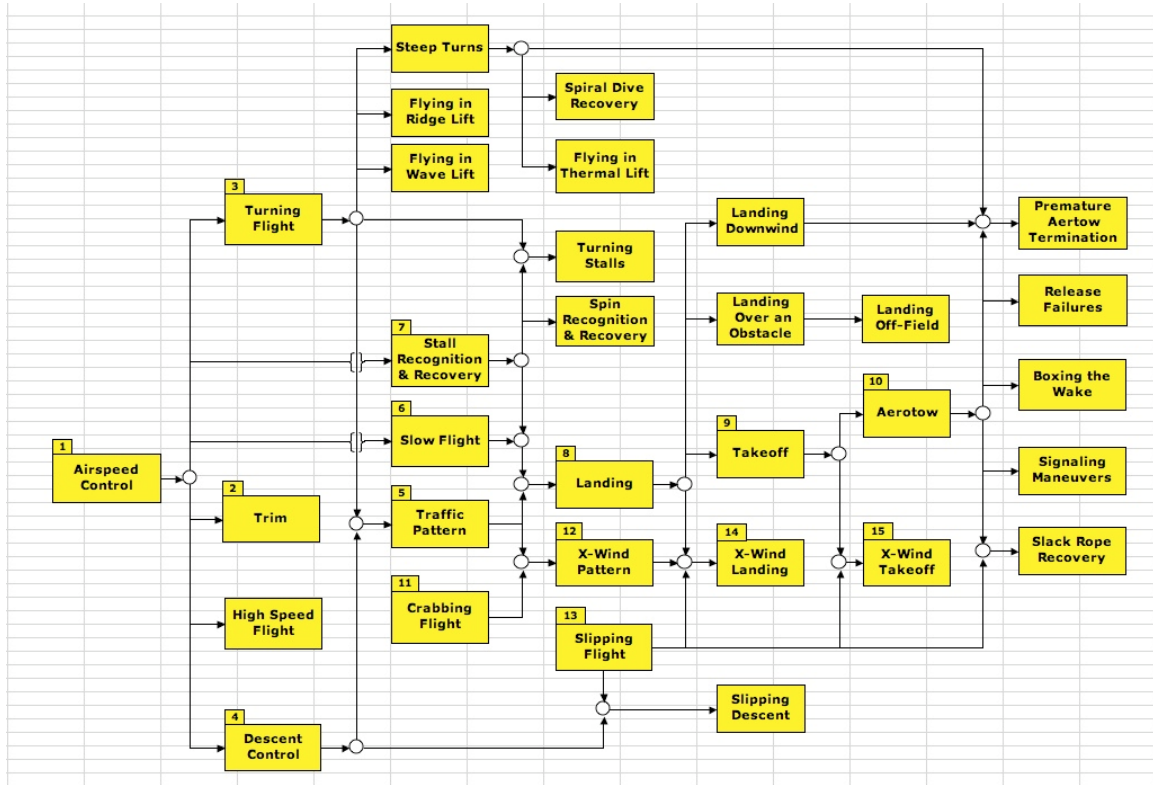 Steep Turns
Spiral Dive
Recovery
Flying in
Ridge Lift
Flying in
Wave Lift
Flying in
Thermal Lift
3
Turning
Flight
Landing
Downwind
Premature
Aertow
Termination
Turning
Stalls
Spin
Recognition
& Recovery
Landing
Over an
Obstacle
Landing
Off-Field
Release
Failures
7
Stall
Recognition
& Recovery
10
Aerotow
Boxing the
Wake
6
Slow Flight
9
Takeoff
1
Airspeed
Control
8
Landing
Signaling
Maneuvers
2
Trim
5
Traffic
Pattern
12
X-Wind
Pattern
14
X-Wind
Landing
15
X-Wind
Takeoff
Slack Rope
Recovery
11
Crabbing
Flight
High Speed
Flight
13
Slipping
Flight
Slipping
Descent
4
Descent
Control